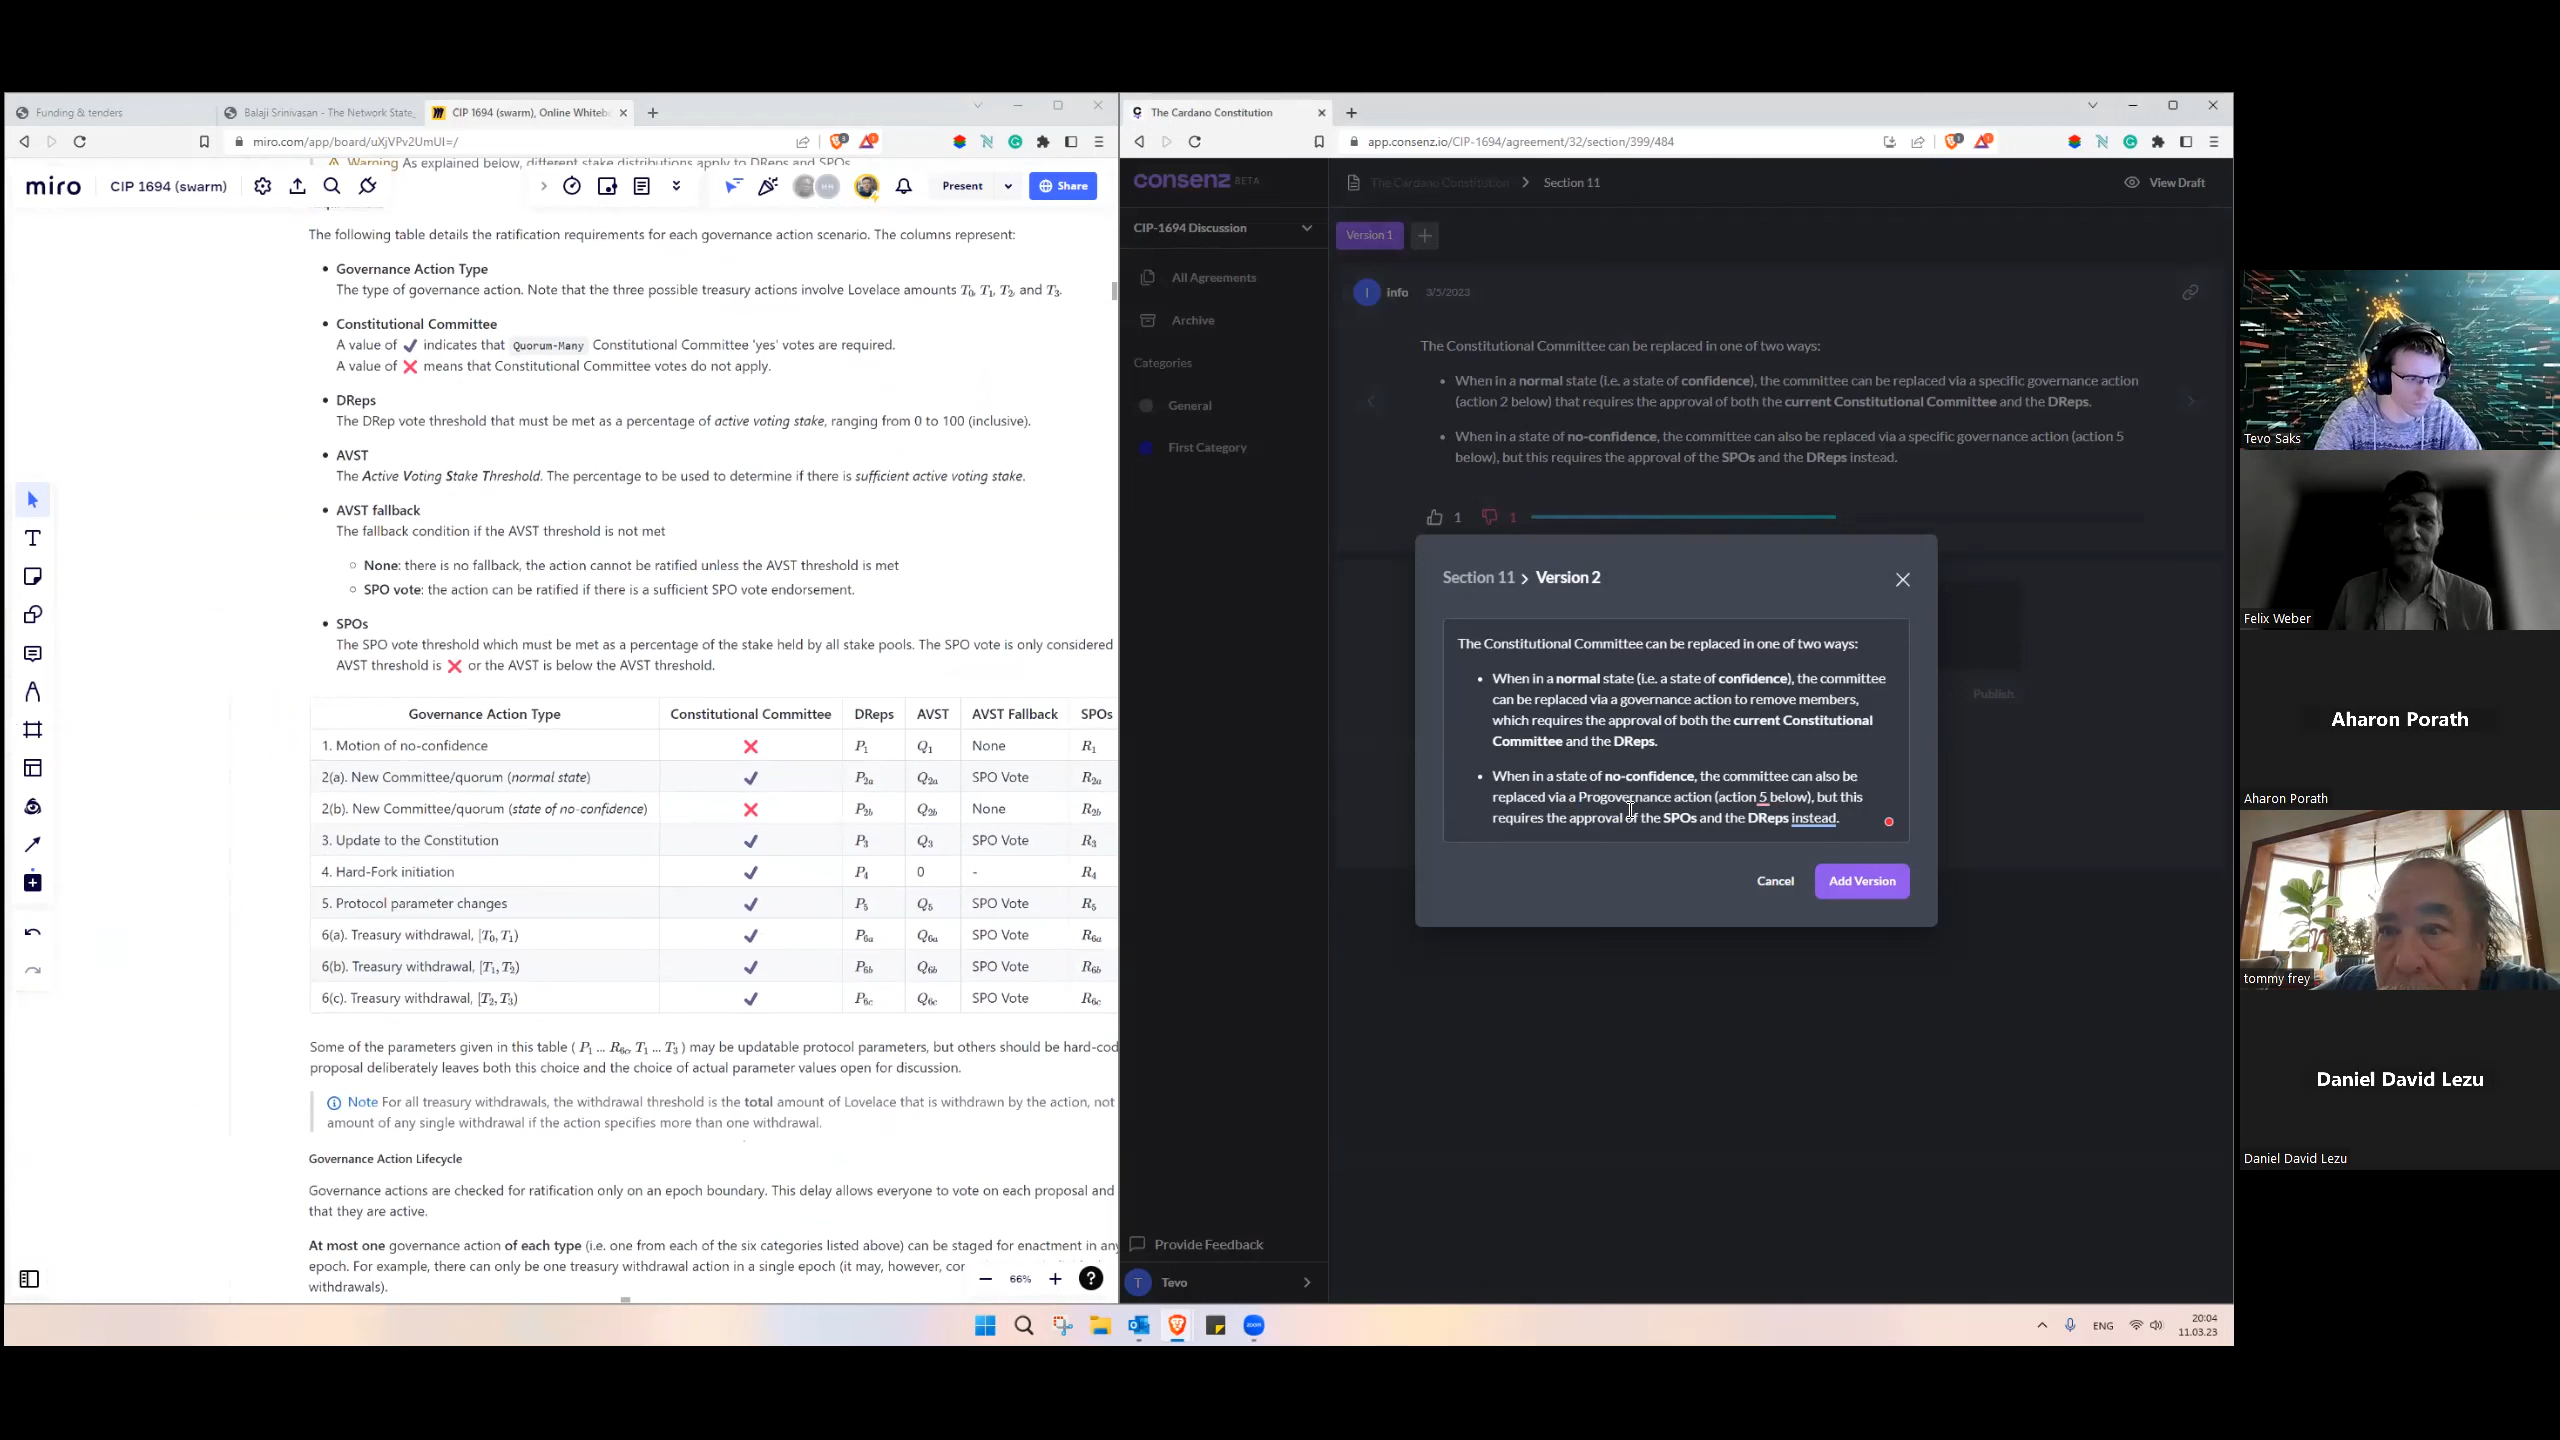 Funding & tenders
Balaji Srinivasan - The Network State,
CIP 1694 (swarm), Online Whitebo
miro.com/app/board/uXjVPv2UmUI=/
Warning As explained below, different stake distributions apply to DReps and SPOs
miro
CIP 1694 (swarm)
Present
Share
The following table details the ratification requirements for each governance action scenario. The columns represent:
• Governance Action Type
The type of governance action. Note that the three possible treasury actions involve Lovelace amounts T0, T1, T2, and T3.
• Constitutional Committee
A value of ✓ indicates that Quorum-Many Constitutional Committee 'yes' votes are required.
A value of ❌ means that Constitutional Committee votes do not apply.
• DReps
The DRep vote threshold that must be met as a percentage of active voting stake, ranging from 0 to 100 (inclusive).
• AVST
The Active Voting Stake Threshold. The percentage to be used to determine if there is sufficient active voting stake.
• AVST fallback
The fallback condition if the AVST threshold is not met
○ None: there is no fallback, the action cannot be ratified unless the AVST threshold is met
○ SPO vote: the action can be ratified if there is a sufficient SPO vote endorsement.
• SPOs
The SPO vote threshold which must be met as a percentage of the stake held by all stake pools. The SPO vote is only considered
AVST threshold is ❌ or the AVST is below the AVST threshold.
Governance Action Type Constitutional Committee DReps AVST AVST Fallback SPOs
1. Motion of no-confidence ❌ P1 Q1 None R1
2(a). New Committee/quorum (normal state) ✓ P2a Q2a SPO Vote R2a
2(b). New Committee/quorum (state of no-confidence) ❌ P2b Q2b None R2b
3. Update to the Constitution ✓ P3 Q3 SPO Vote R3
4. Hard-Fork initiation ✓ P4 0 - R4
5. Protocol parameter changes ✓ P5 Q5 SPO Vote R5
6(a). Treasury withdrawal, [T0, T1) ✓ P6a Q6a SPO Vote R6a
6(b). Treasury withdrawal, [T1, T2) ✓ P6b Q6b SPO Vote R6b
6(c). Treasury withdrawal, [T2, T3) ✓ P6c Q6c SPO Vote R6c
Some of the parameters given in this table ( P1 ... R6c, T1 ... T3 ) may be updatable protocol parameters, but others should be hard-cod
proposal deliberately leaves both this choice and the choice of actual parameter values open for discussion.
Note For all treasury withdrawals, the withdrawal threshold is the total amount of Lovelace that is withdrawn by the action, not
amount of any single withdrawal if the action specifies more than one withdrawal.
Governance Action Lifecycle
Governance actions are checked for ratification only on an epoch boundary. This delay allows everyone to vote on each proposal and
that they are active.
At most one governance action of each type (i.e. one from each of the six categories listed above) can be staged for enactment in any
epoch. For example, there can only be one treasury withdrawal action in a single epoch (it may, however, con
withdrawals).
66%
The Cardano Constitution
app.consenz.io/CIP-1694/agreement/32/section/399/484
consenz BETA
The Cardano Constitution > Section 11
View Draft
CIP-1694 Discussion
All Agreements
Archive
Categories
General
First Category
Provide Feedback
T Tevo
Version 1
I info 3/5/2023
The Constitutional Committee can be replaced in one of two ways:
• When in a normal state (i.e. a state of confidence), the committee can be replaced via a specific governance action
(action 2 below) that requires the approval of both the current Constitutional Committee and the DReps.
• When in a state of no-confidence, the committee can also be replaced via a specific governance action (action 5
below), but this requires the approval of the SPOs and the DReps instead.
1 1
Section 11 > Version 2
The Constitutional Committee can be replaced in one of two ways:
• When in a normal state (i.e. a state of confidence), the committee
can be replaced via a governance action to remove members,
which requires the approval of both the current Constitutional
Committee and the DReps.
• When in a state of no-confidence, the committee can also be
replaced via a Progovernance action (action 5 below), but this
requires the approval of the SPOs and the DReps instead.
Cancel
Add Version
Publish
ENG
20:04
11.03.23
Tevo Saks
Felix Weber
Aharon Porath
Aharon Porath
tommy frey
Daniel David Lezu
Daniel David Lezu